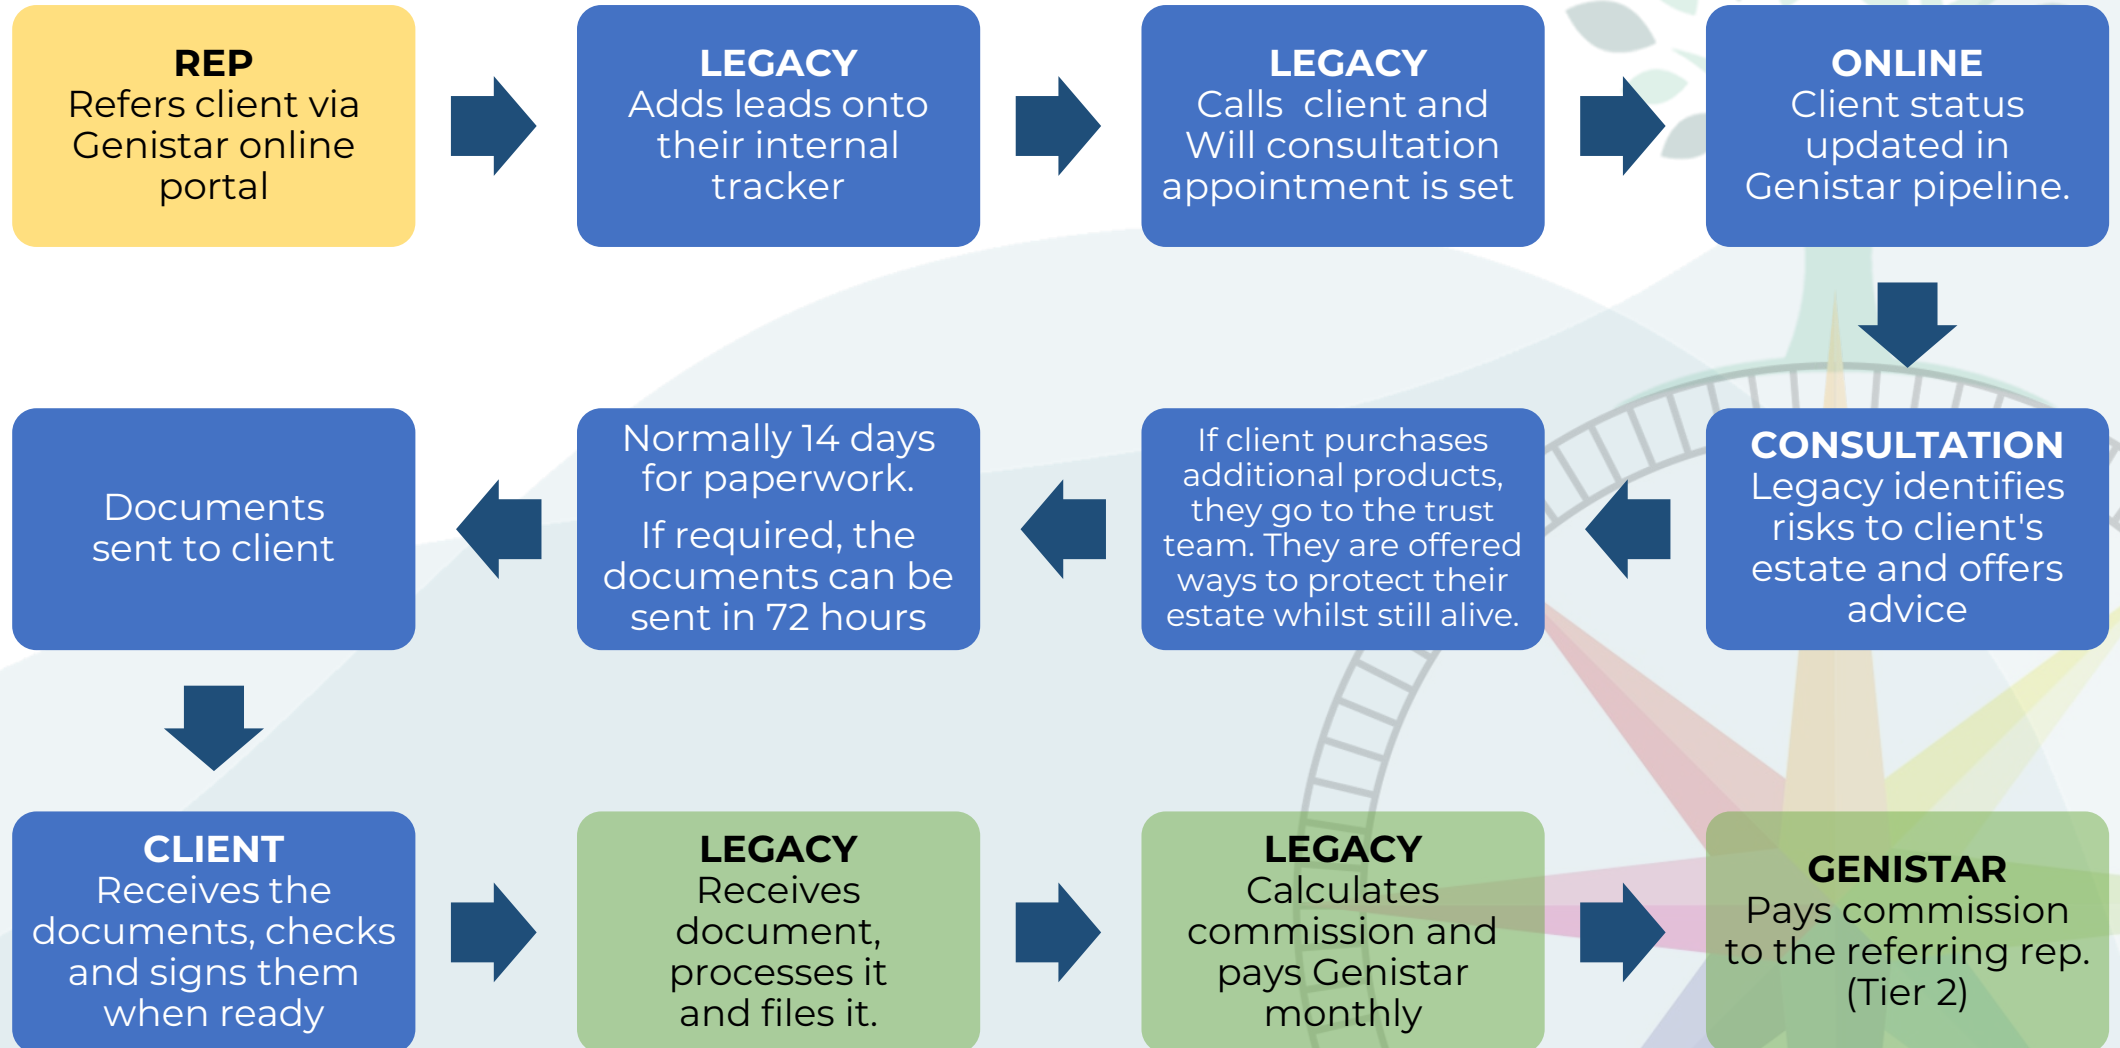 REP
Refers client via
Genistar online
portal
LEGACY
Adds leads onto
their internal
tracker
LEGACY
Calls  client and
Will consultation
appointment is set
ONLINE
Client status
updated in
Genistar pipeline.
CONSULTATION
Legacy identifies
risks to client's
estate and offers
advice
If client purchases
additional products,
they go to the trust
team. They are offered
ways to protect their
estate whilst still alive.
Normally 14 days
for paperwork.
If required, the
documents can be
sent in 72 hours
Documents
sent to client
CLIENT
Receives the
documents, checks
and signs them
when ready
LEGACY
Receives
document,
processes it
and files it.
LEGACY
Calculates
commission and
pays Genistar
monthly
GENISTAR
Pays commission
to the referring rep.
(Tier 2)